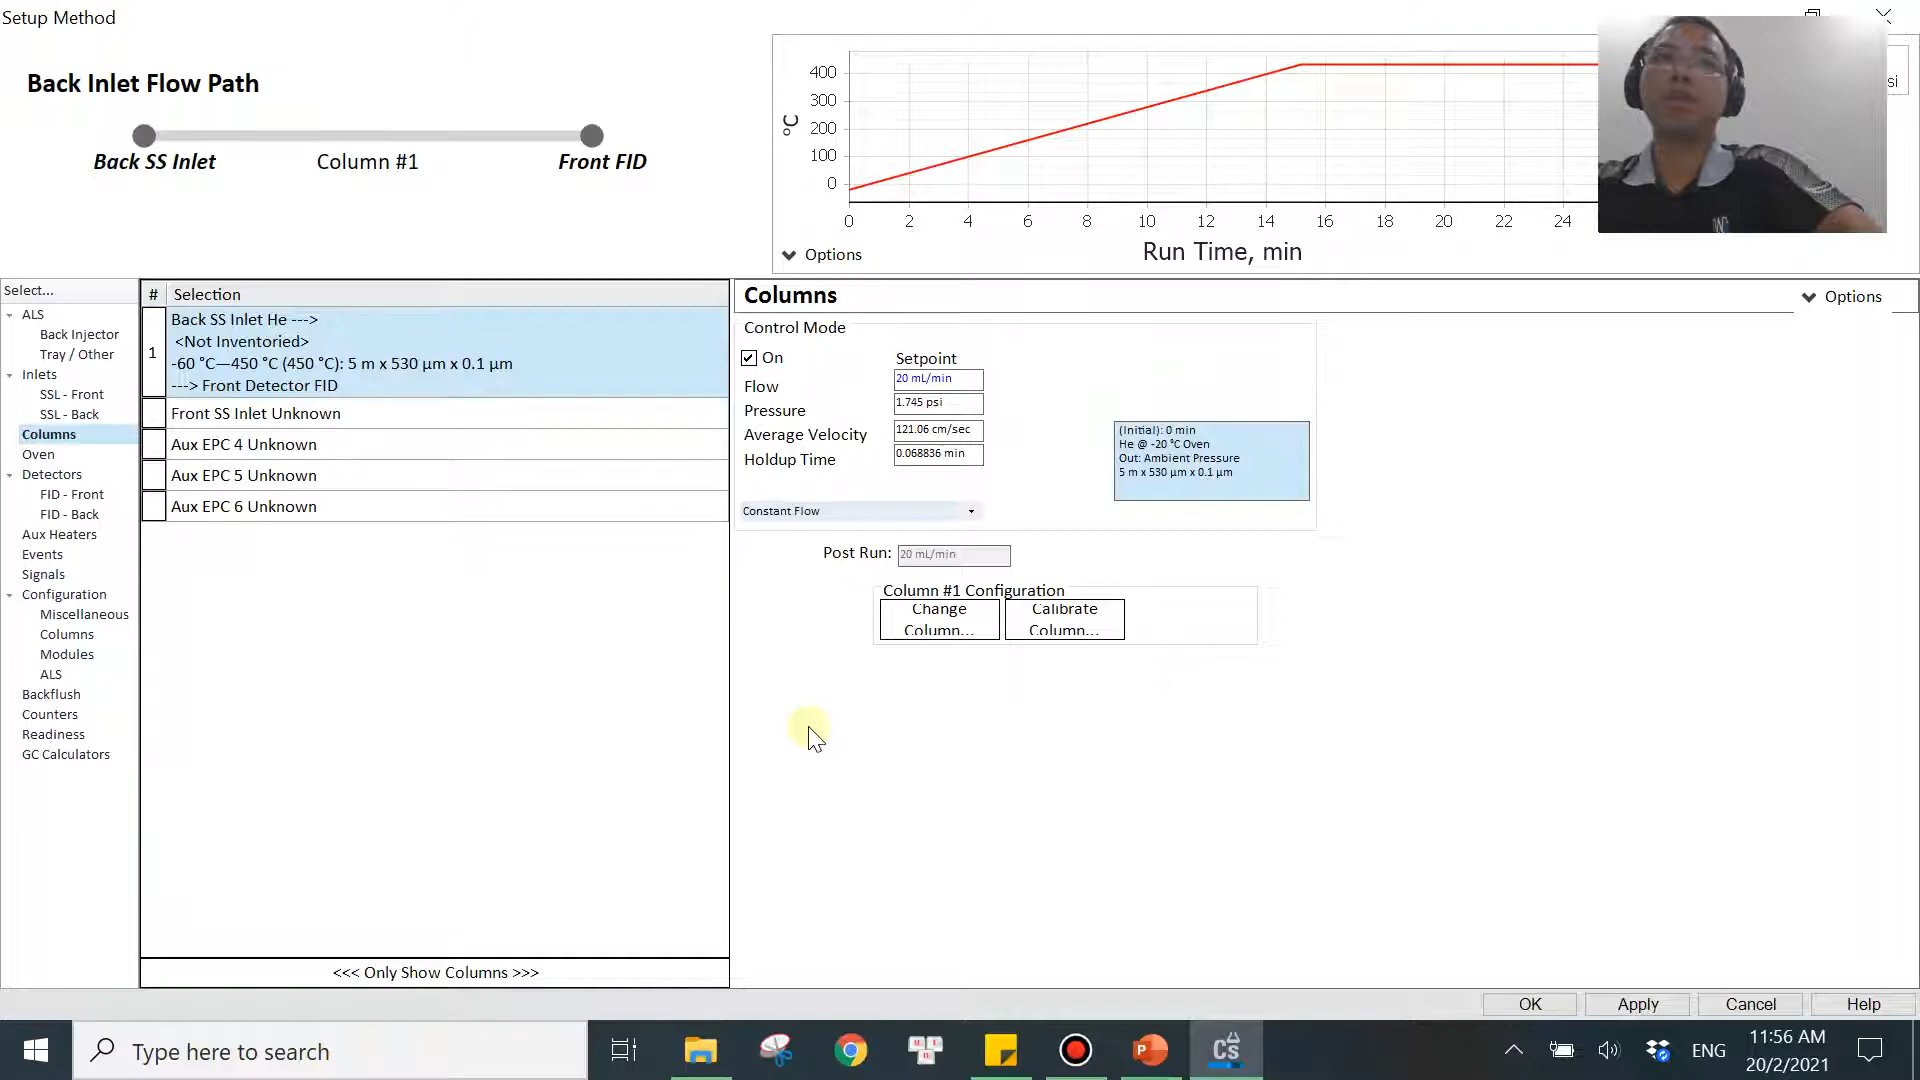 Setup Method
Back Inlet Flow Path
Back SS Inlet
Column #1
Front FID
400
300
200
100
0
°C
0 2 4 6 8 10 12 14 16 18 20 22 24
Run Time, min
Options
si
Select...
ALS
Back Injector
Tray / Other
Inlets
SSL - Front
SSL - Back
Columns
Oven
Detectors
FID - Front
FID - Back
Aux Heaters
Events
Signals
Configuration
Miscellaneous
Columns
Modules
ALS
Backflush
Counters
Readiness
GC Calculators
# Selection
1
Back SS Inlet He --->
<Not Inventoried>
-60 °C—450 °C (450 °C): 5 m x 530 µm x 0.1 µm
---> Front Detector FID
Front SS Inlet Unknown
Aux EPC 4 Unknown
Aux EPC 5 Unknown
Aux EPC 6 Unknown
<<< Only Show Columns >>>
Columns
Options
Control Mode
On
Setpoint
Flow 20 mL/min
Pressure 1.745 psi
Average Velocity 121.06 cm/sec
Holdup Time 0.068836 min
(Initial): 0 min
He @ -20 °C Oven
Out: Ambient Pressure
5 m x 530 µm x 0.1 µm
Constant Flow
Post Run: 20 mL/min
Column #1 Configuration
Change
Column...
Calibrate
Column...
OK
Apply
Cancel
Help
Type here to search
CS
ENG
11:56 AM
20/2/2021